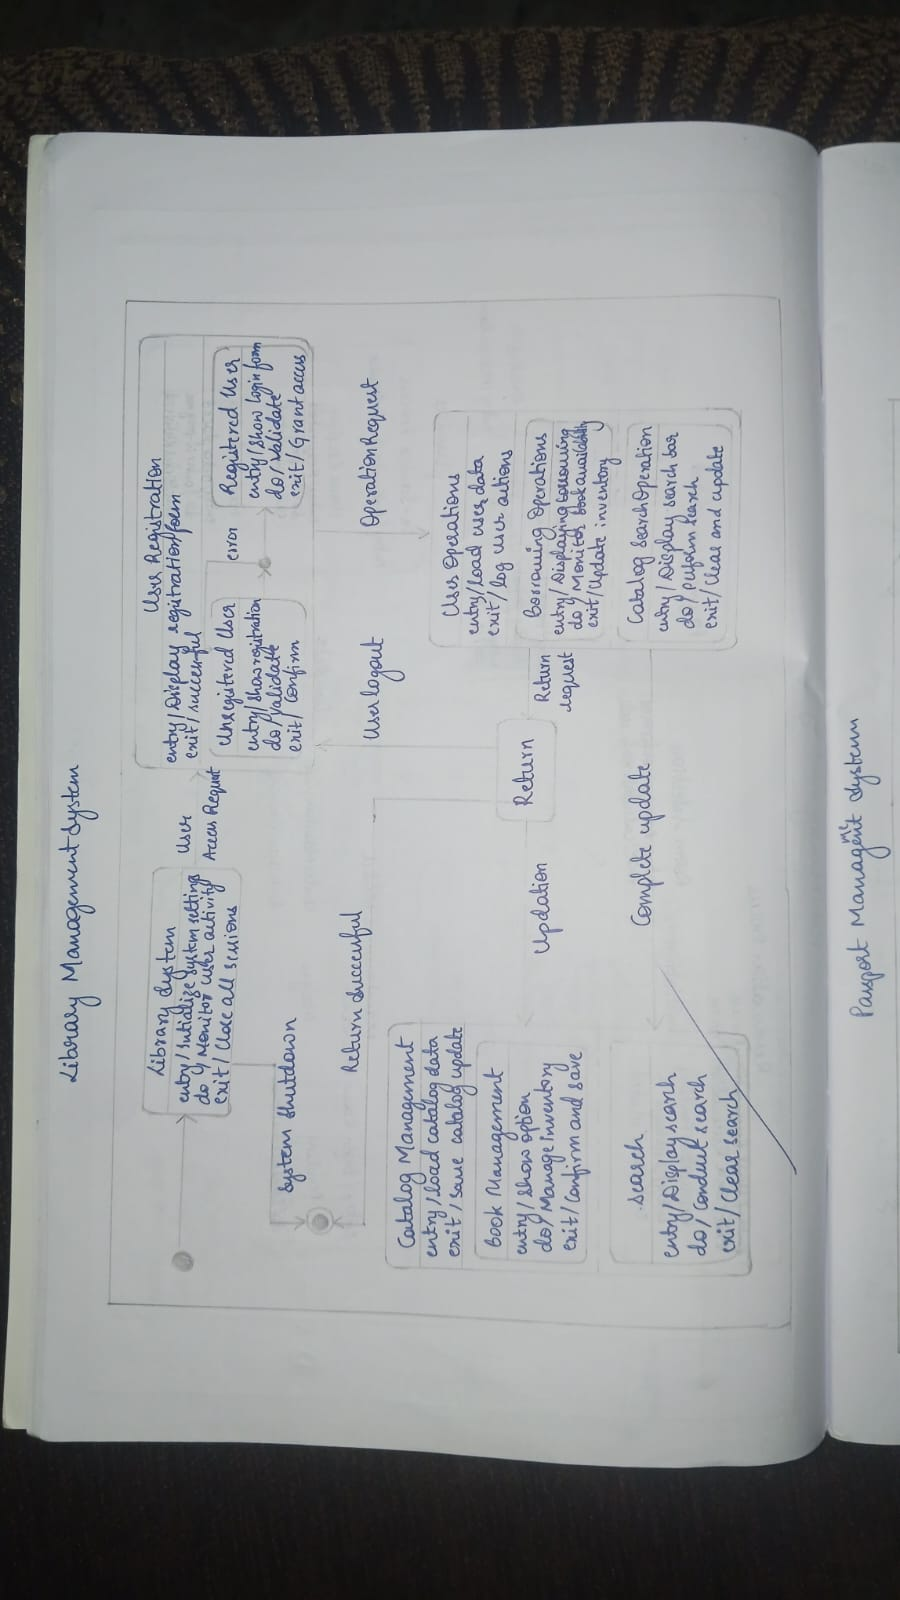 Library Management System
Library System
entry/Initialize system setting
do/Monitor user activity
exit/Close all sessions
User
Access Request
User Registration
entry/Display registration form
exit/successful
Unregistered User
entry/show registration
do/validate
exit/Confirm
error
Registered User
entry/show login form
do/validate
exit/Grant access
System Shutdown
Return Successful
User logout
Operation Request
Catalog Management
entry/load catalog data
exit/save catalog update
Book Management
entry/show option
do/Manage inventory
exit/Confirm and save
Search
entry/Display search
do/Conduct search
exit/Clear search
Updation
Return
Return
request
Complete update
User Operations
entry/load user data
exit/log user actions
Borrowing Operations
entry/Displaying borrowing
do/Monitor book availability
exit/Update inventory
Catalog Search Operation
entry/Display search bar
do/perform search
exit/Clear and update
Passport Management System